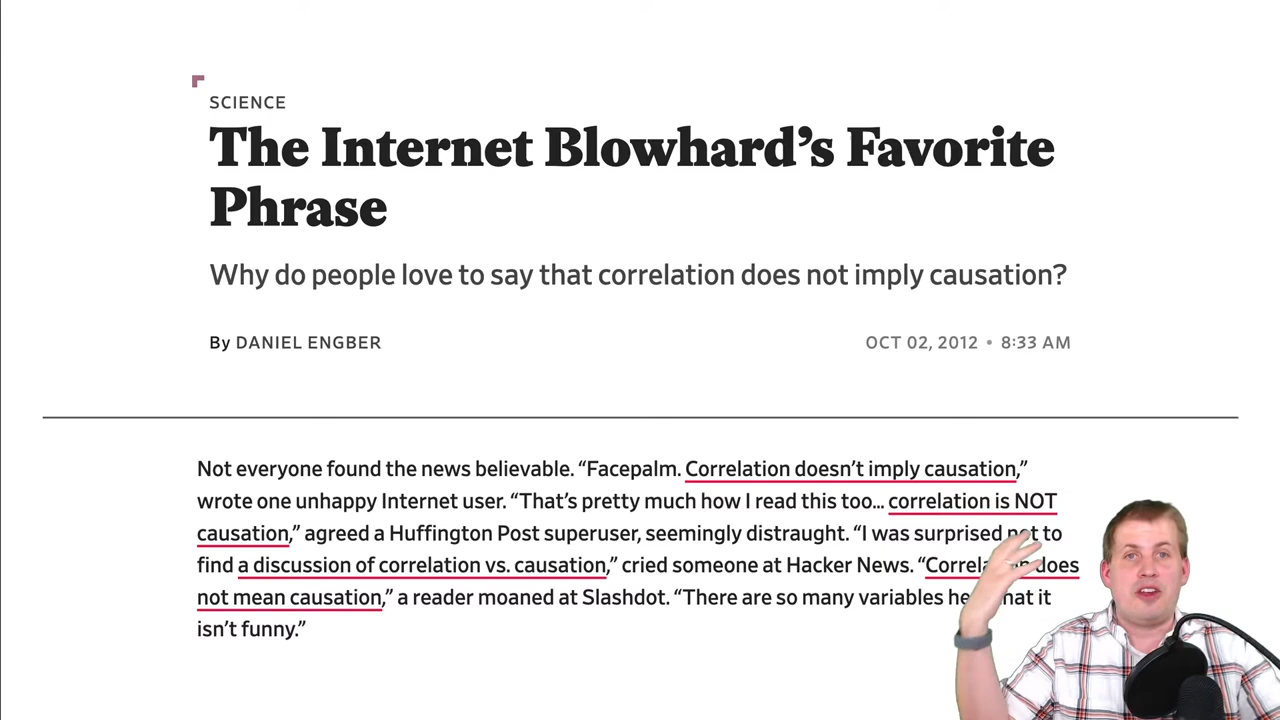 SCIENCE
The Internet Blowhard’s Favorite
Phrase
Why do people love to say that correlation does not imply causation?
By DANIEL ENGBER
OCT 02, 2012 • 8:33 AM
Not everyone found the news believable. “Facepalm. Correlation doesn’t imply causation,”
wrote one unhappy Internet user. “That’s pretty much how I read this too… correlation is NOT
causation,” agreed a Huffington Post superuser, seemingly distraught. “I was surprised not to
find a discussion of correlation vs. causation,” cried someone at Hacker News. “Correlation does
not mean causation,” a reader moaned at Slashdot. “There are so many variables here that it
isn’t funny.”